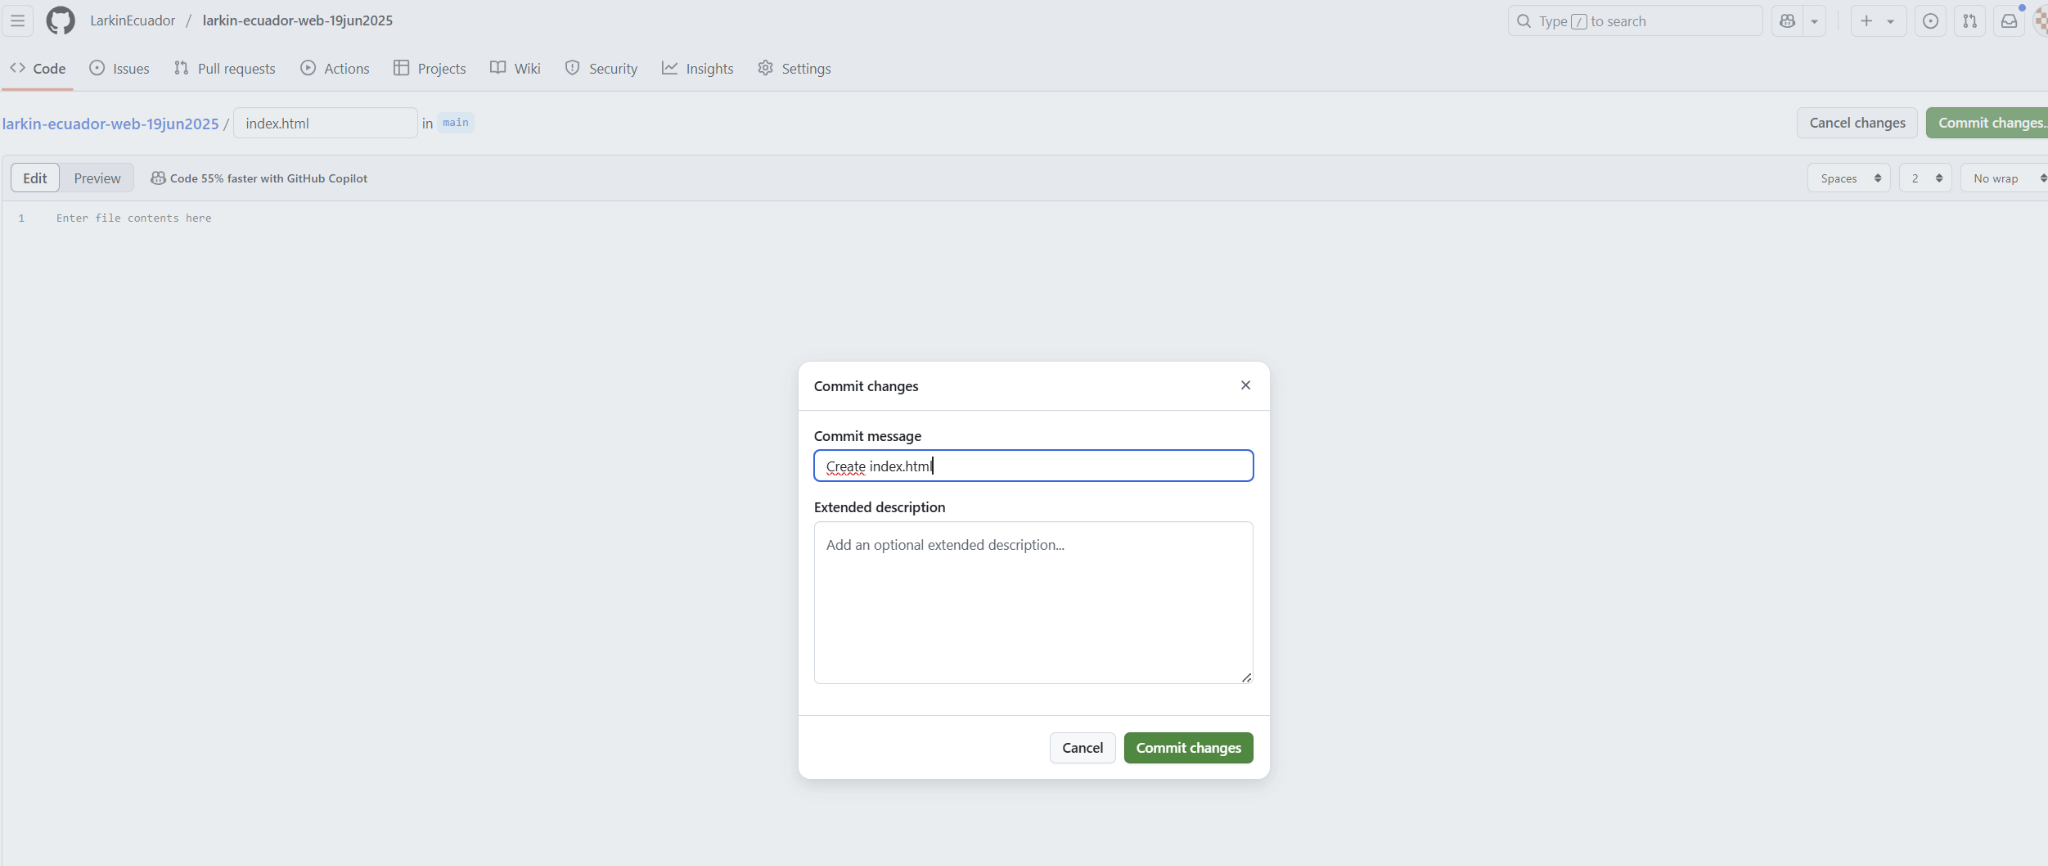 LarkinEcuador / larkin-ecuador-web-19jun2025
Type / to search
Code Issues Pull requests Actions Projects Wiki Security Insights Settings
larkin-ecuador-web-19jun2025 / index.html in main
Cancel changes Commit changes..
Edit Preview Code 55% faster with GitHub Copilot
Spaces 2 No wrap
1 Enter file contents here
Commit changes
Commit message
Create index.html
Extended description
Add an optional extended description...
Cancel Commit changes